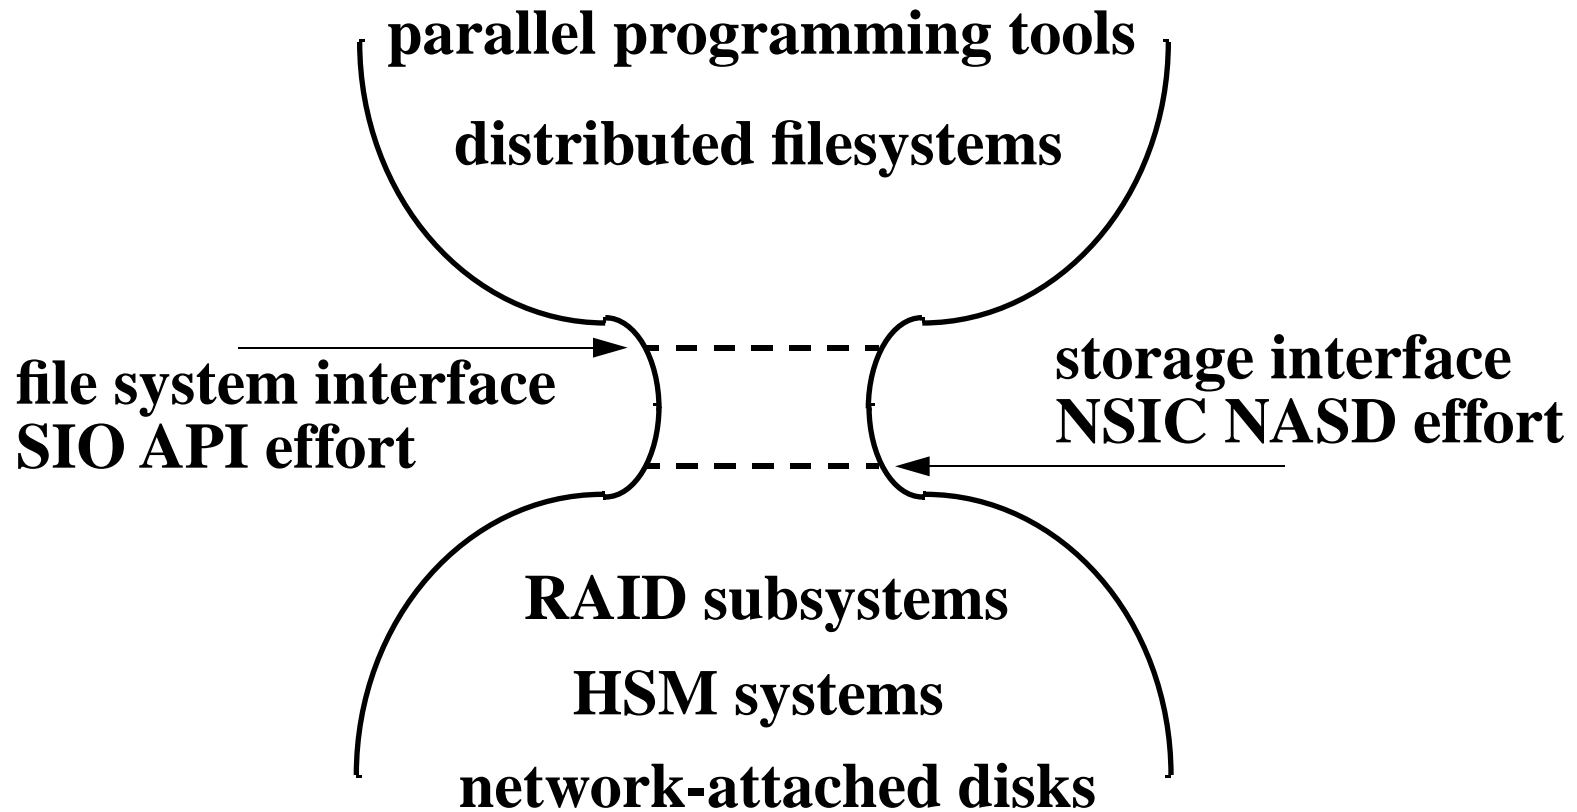 parallel programming tools
distributed filesystems
file system interface
SIO API effort
storage interface
NSIC NASD effort
RAID subsystems
HSM systems
network-attached disks